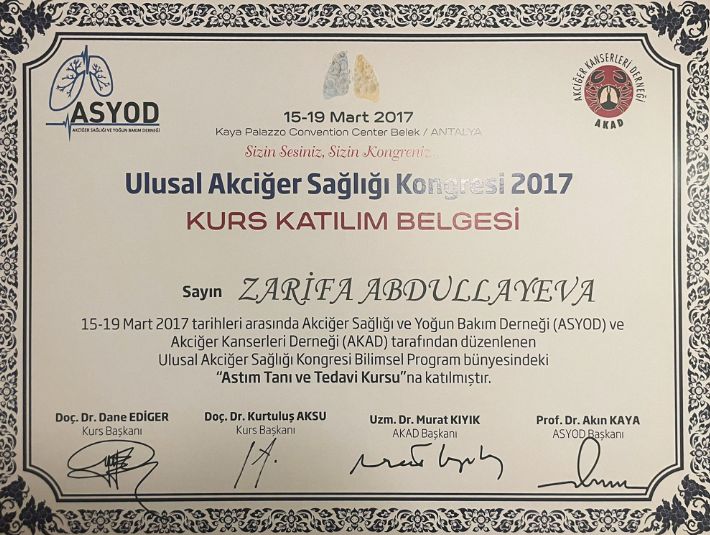 ASYOD
AKCİĞER SAĞLIĞI VE YOĞUN BAKIM DERNEĞİ
AKCİĞER KANSERLERİ DERNEĞİ
AKAD
15-19 Mart 2017
Kaya Palazzo Convention Center Belek / ANTALYA
Sizin Sesiniz, Sizin Kongreniz
Ulusal Akciğer Sağlığı Kongresi 2017
KURS KATILIM BELGESİ
Sayın ZARİFA ABDULLAYEVA
15-19 Mart 2017 tarihleri arasında Akciğer Sağlığı ve Yoğun Bakım Derneği (ASYOD) ve
Akciğer Kanserleri Derneği (AKAD) tarafından düzenlenen
Ulusal Akciğer Sağlığı Kongresi Bilimsel Program bünyesindeki
“Astım Tanı ve Tedavi Kursu”na katılmıştır.
Doç. Dr. Dane EDİGER
Kurs Başkanı
Doç. Dr. Kurtuluş AKSU
Kurs Başkanı
Uzm. Dr. Murat KIYIK
AKAD Başkanı
Prof. Dr. Akın KAYA
ASYOD Başkanı